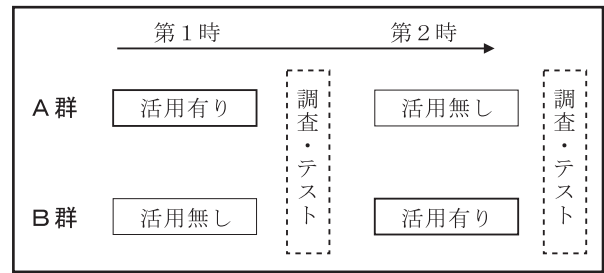 第1時 第2時
A群 活用有り 調査・テスト 活用無し 調査・テスト
B群 活用無し 活用有り